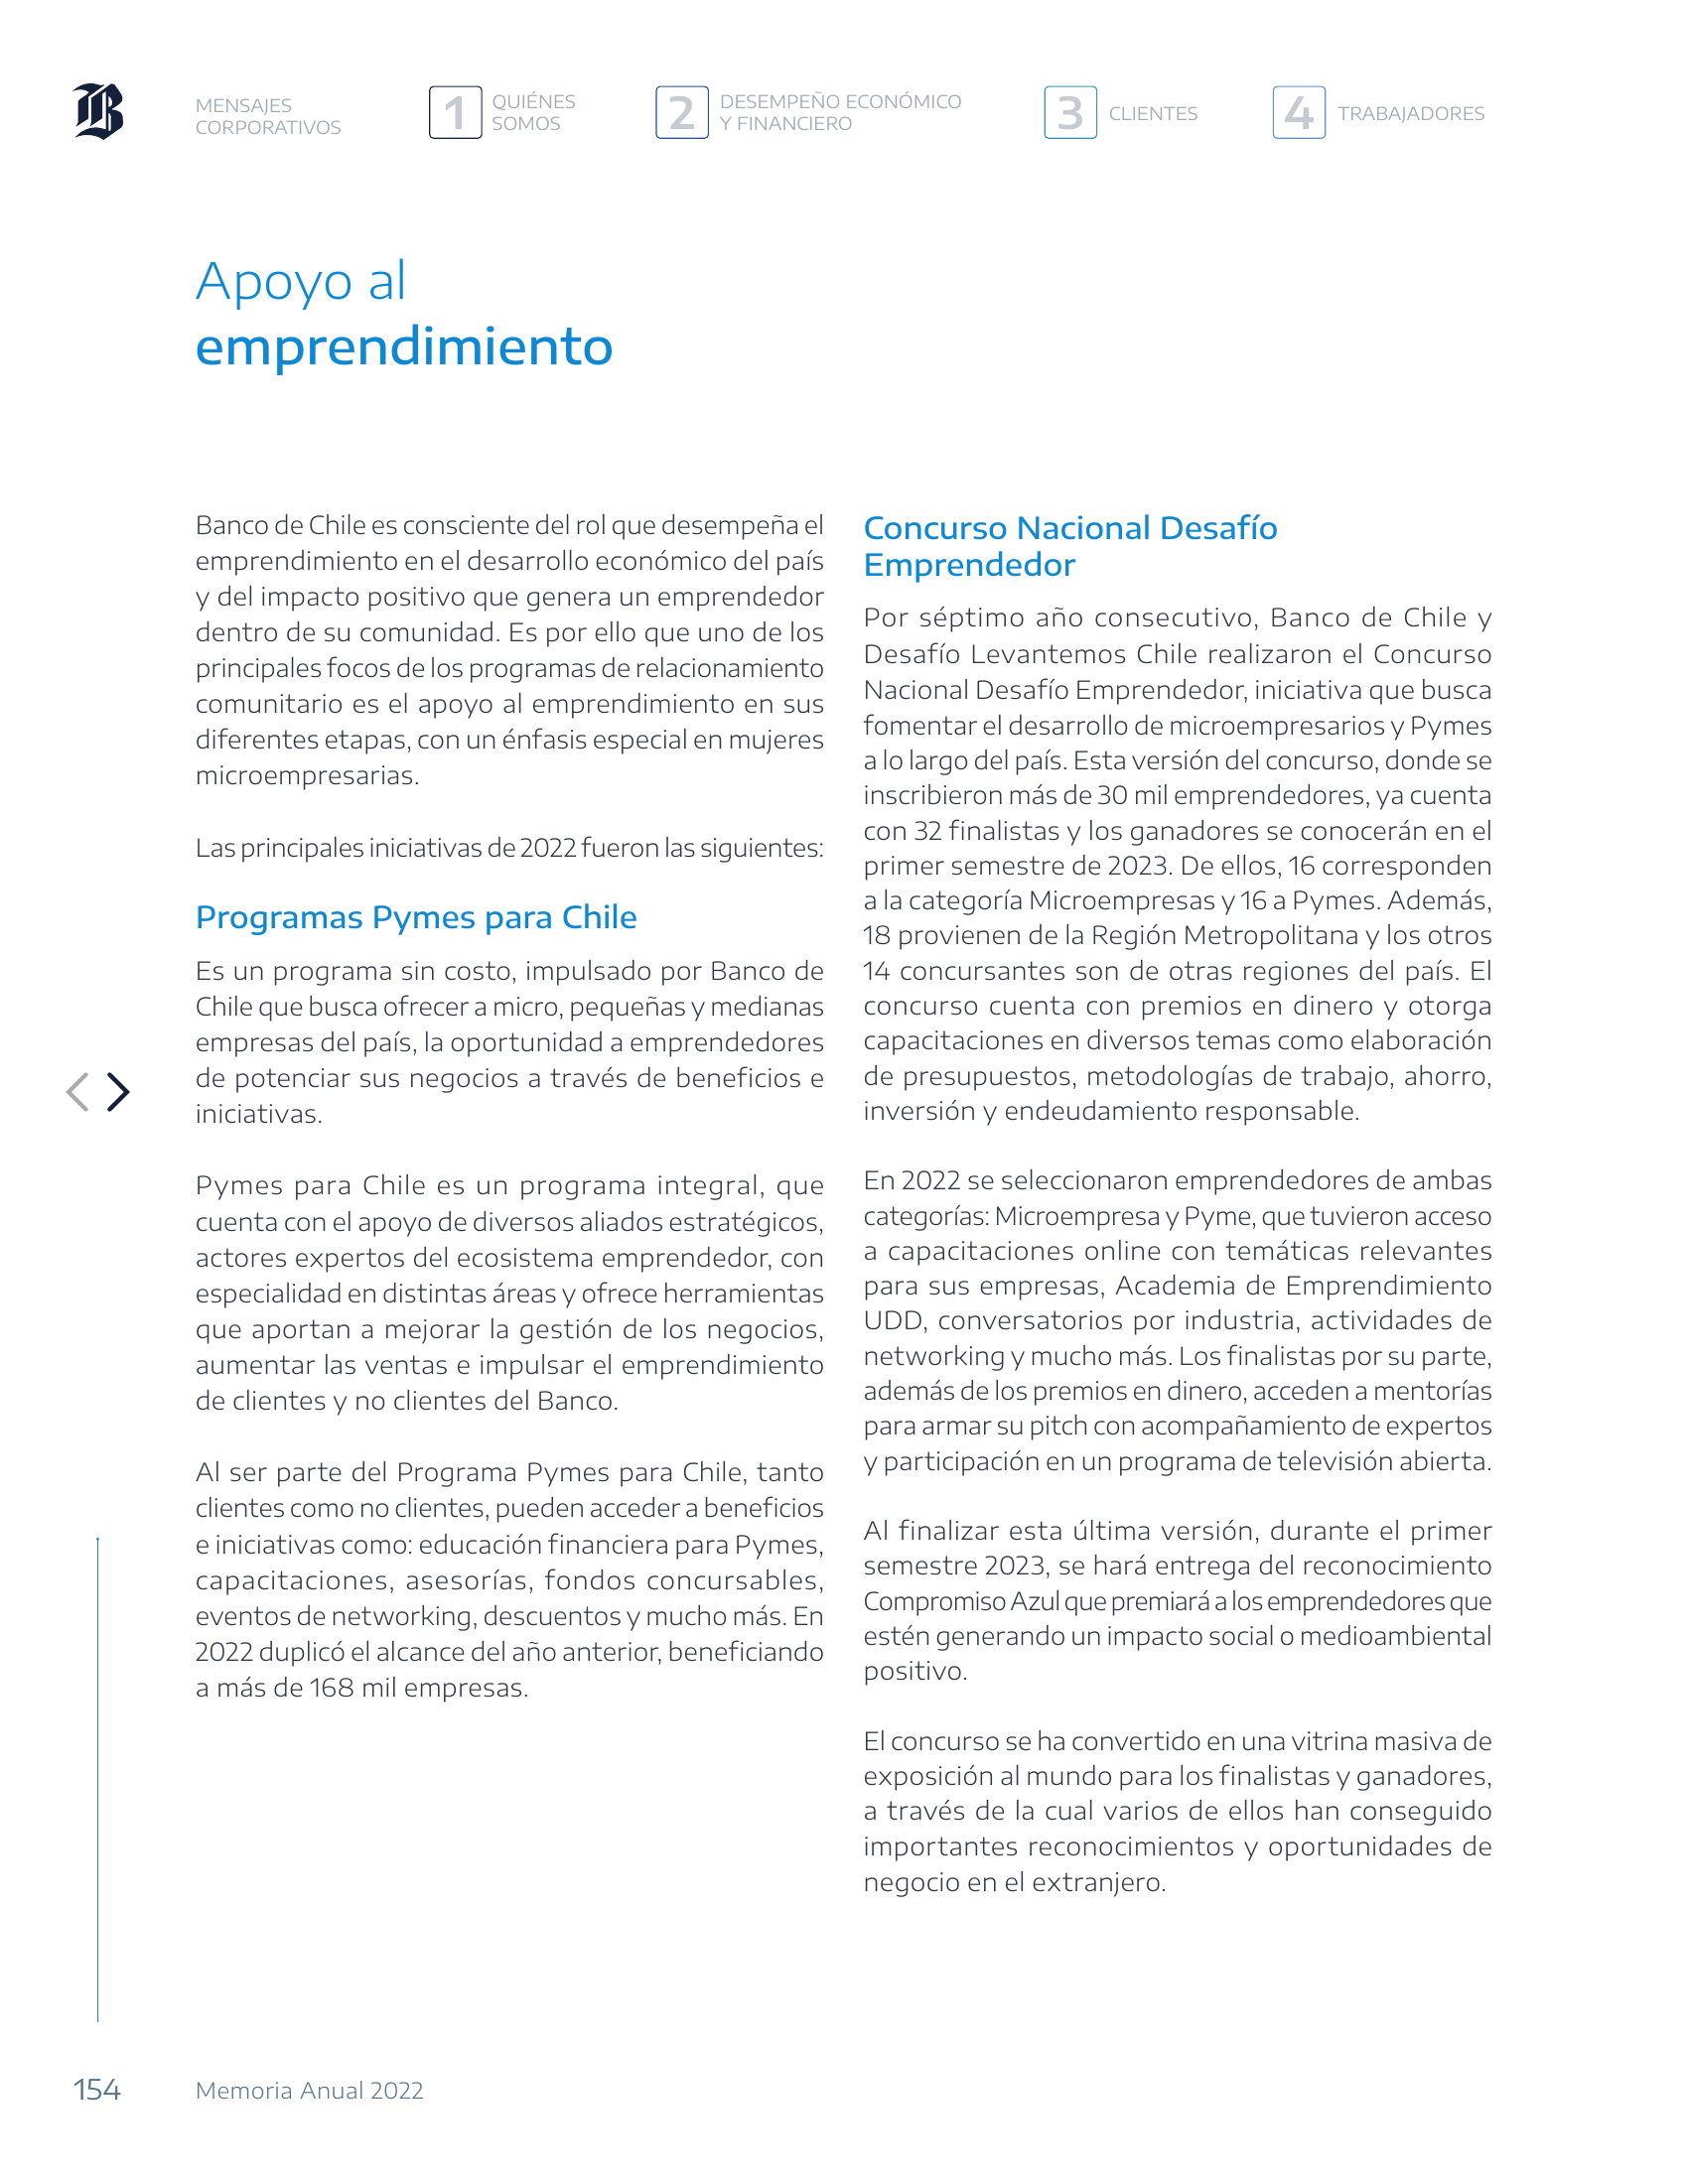 B
MENSAJES
CORPORATIVOS
1
QUIÉNES
SOMOS
2
DESEMPEÑO ECONÓMICO
Y FINANCIERO
3
CLIENTES
4
TRABAJADORES
Apoyo al
emprendimiento
Banco de Chile es consciente del rol que desempeña el
emprendimiento en el desarrollo económico del país
y del impacto positivo que genera un emprendedor
dentro de su comunidad. Es por ello que uno de los
principales focos de los programas de relacionamiento
comunitario es el apoyo al emprendimiento en sus
diferentes etapas, con un énfasis especial en mujeres
microempresarias.
Las principales iniciativas de 2022 fueron las siguientes:
Programas Pymes para Chile
Es un programa sin costo, impulsado por Banco de
Chile que busca ofrecer a micro, pequeñas y medianas
empresas del país, la oportunidad a emprendedores
de potenciar sus negocios a través de beneficios e
iniciativas.
Pymes para Chile es un programa integral, que
cuenta con el apoyo de diversos aliados estratégicos,
actores expertos del ecosistema emprendedor, con
especialidad en distintas áreas y ofrece herramientas
que aportan a mejorar la gestión de los negocios,
aumentar las ventas e impulsar el emprendimiento
de clientes y no clientes del Banco.
Al ser parte del Programa Pymes para Chile, tanto
clientes como no clientes, pueden acceder a beneficios
e iniciativas como: educación financiera para Pymes,
capacitaciones, asesorías, fondos concursables,
eventos de networking, descuentos y mucho más. En
2022 duplicó el alcance del año anterior, beneficiando
a más de 168 mil empresas.
Concurso Nacional Desafío
Emprendedor
Por séptimo año consecutivo, Banco de Chile y
Desafío Levantemos Chile realizaron el Concurso
Nacional Desafío Emprendedor, iniciativa que busca
fomentar el desarrollo de microempresarios y Pymes
a lo largo del país. Esta versión del concurso, donde se
inscribieron más de 30 mil emprendedores, ya cuenta
con 32 finalistas y los ganadores se conocerán en el
primer semestre de 2023. De ellos, 16 corresponden
a la categoría Microempresas y 16 a Pymes. Además,
18 provienen de la Región Metropolitana y los otros
14 concursantes son de otras regiones del país. El
concurso cuenta con premios en dinero y otorga
capacitaciones en diversos temas como elaboración
de presupuestos, metodologías de trabajo, ahorro,
inversión y endeudamiento responsable.
En 2022 se seleccionaron emprendedores de ambas
categorías: Microempresa y Pyme, que tuvieron acceso
a capacitaciones online con temáticas relevantes
para sus empresas, Academia de Emprendimiento
UDD, conversatorios por industria, actividades de
networking y mucho más. Los finalistas por su parte,
además de los premios en dinero, acceden a mentorías
para armar su pitch con acompañamiento de expertos
y participación en un programa de televisión abierta.
Al finalizar esta última versión, durante el primer
semestre 2023, se hará entrega del reconocimiento
Compromiso Azul que premiará a los emprendedores que
estén generando un impacto social o medioambiental
positivo.
El concurso se ha convertido en una vitrina masiva de
exposición al mundo para los finalistas y ganadores,
a través de la cual varios de ellos han conseguido
importantes reconocimientos y oportunidades de
negocio en el extranjero.
154
Memoria Anual 2022